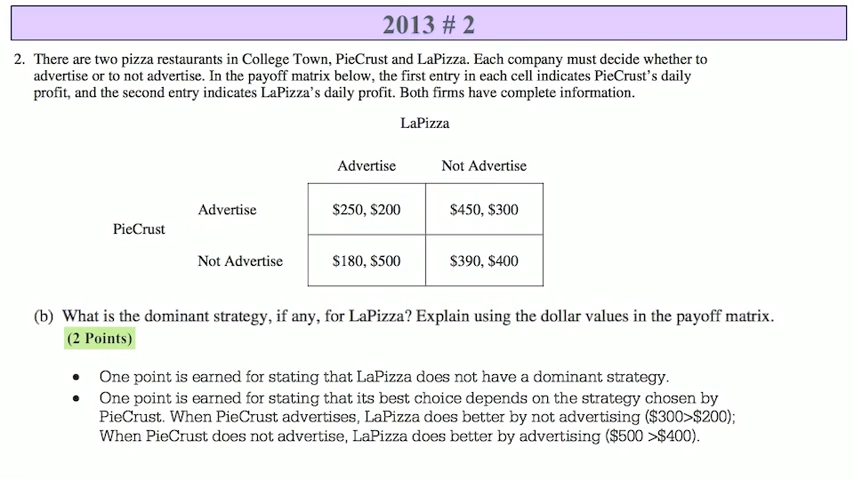 2013 # 2
2. There are two pizza restaurants in College Town, PieCrust and LaPizza. Each company must decide whether to
advertise or to not advertise. In the payoff matrix below, the first entry in each cell indicates PieCrust's daily
profit, and the second entry indicates LaPizza's daily profit. Both firms have complete information.
LaPizza
Advertise Not Advertise
Advertise $250, $200 $450, $300
PieCrust
Not Advertise $180, $500 $390, $400
(b) What is the dominant strategy, if any, for LaPizza? Explain using the dollar values in the payoff matrix.
(2 Points)
• One point is earned for stating that LaPizza does not have a dominant strategy.
• One point is earned for stating that its best choice depends on the strategy chosen by
PieCrust. When PieCrust advertises, LaPizza does better by not advertising ($300>$200);
When PieCrust does not advertise, LaPizza does better by advertising ($500 >$400).